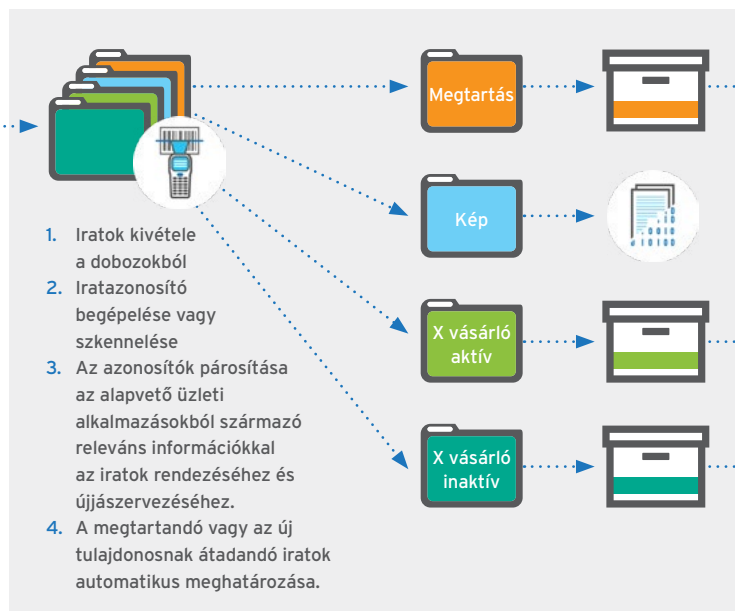 Megtartás
Kép
X vásárló
aktív
X vásárló
inaktív
1. Iratok kivétele
a dobozokból
2. Iratazonosító
begépelése vagy
szkennelése
3. Az azonosítók párosítása
az alapvető üzleti
alkalmazásokból származó
releváns információkkal
az iratok rendezéséhez és
újjászervezéséhez.
4. A megtartandó vagy az új
tulajdonosnak átadandó iratok
automatikus meghatározása.